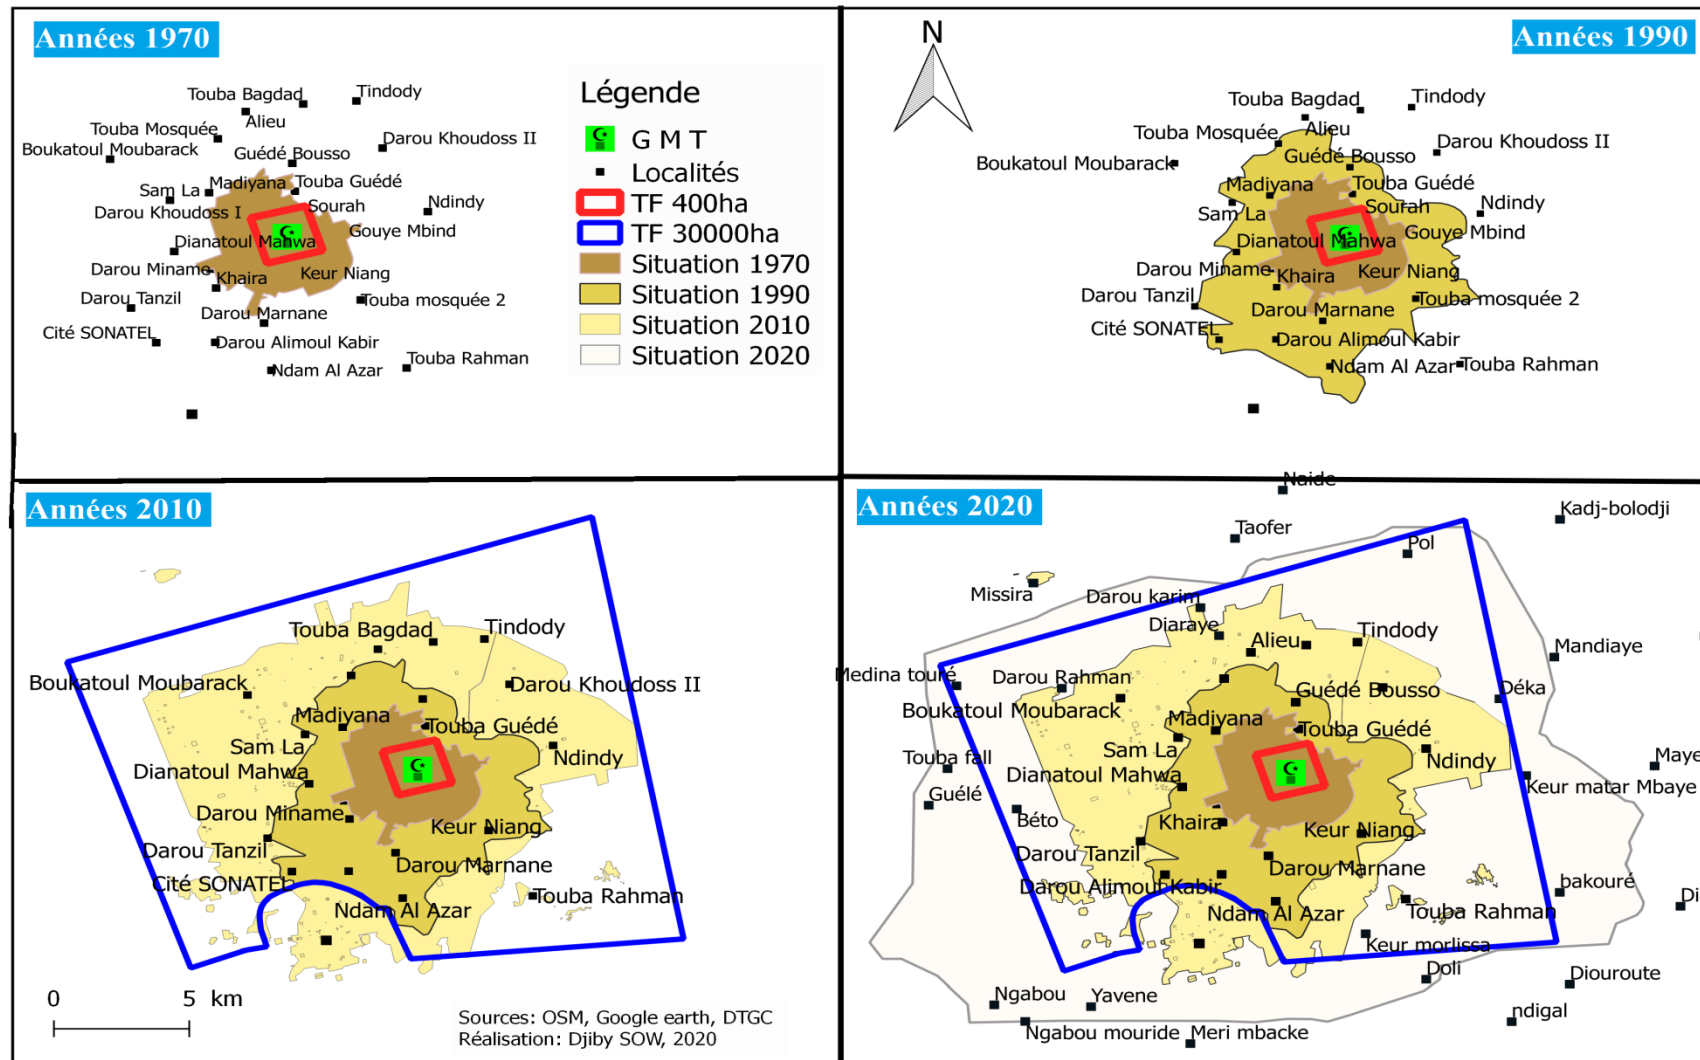 Années 1970
Touba Bagdad
Tindody
Alieu
Touba Mosquée
Darou Khoudoss II
Boukatoul Moubarack
Guédé Bousso
Madiyana
Touba Guédé
Sam La
Sourah
Ndindy
Darou Khoudoss I
Gouye Mbind
Dianatoul Mahwa
Darou Miname
Khaira
Keur Niang
Darou Tanzil
Touba mosquée 2
Darou Marnane
Cité SONATEL
Darou Alimoul Kabir
Ndam Al Azar
Touba Rahman
Légende
G M T
Localités
TF 400ha
TF 30000ha
Situation 1970
Situation 1990
Situation 2010
Situation 2020
Années 1990
N
Touba Bagdad
Tindody
Alieu
Touba Mosquée
Darou Khoudoss II
Boukatoul Moubarack
Guédé Bousso
Madiyana
Touba Guédé
Sam La
Sourah
Ndindy
Gouye Mbind
Dianatoul Mahwa
Darou Miname
Khaira
Keur Niang
Darou Tanzil
Touba mosquée 2
Darou Marnane
Cité SONATEL
Darou Alimoul Kabir
Ndam Al Azar
Touba Rahman
Années 2010
Touba Bagdad
Tindody
Boukatoul Moubarack
Darou Khoudoss II
Madiyana
Touba Guédé
Sam La
Ndindy
Dianatoul Mahwa
Darou Miname
Keur Niang
Darou Tanzil
Darou Marnane
Cité SONATEL
Touba Rahman
Ndam Al Azar
0 5 km
Sources: OSM, Google earth, DTGC
Réalisation: Djiby SOW, 2020
Années 2020
Naide
Kadj-bolodji
Taofer
Pol
Missira
Darou karim
Diaraye
Alieu
Tindody
Mandiaye
Medina touré
Darou Rahman
Guédé Bousso
Déka
Boukatoul Moubarack
Madiyana
Touba Guédé
Sam La
Ndindy
Touba fall
Dianatoul Mahwa
Maye
Keur matar Mbaye
Guélé
Béto
Khaira
Keur Niang
Darou Tanzil
Darou Marnane
Darou Alimoul Kabir
bakouré
Di
Ndam Al Azar
Touba Rahman
Keur morlissa
Doli
Diouroute
Ngabou
Yavene
ndigal
Ngabou mouride
Meri mbacke